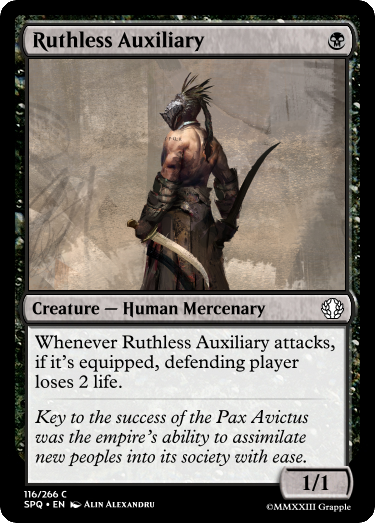 Ruthless Auxiliary
Creature — Human Mercenary
Whenever Ruthless Auxiliary attacks,
if it's equipped, defending player
loses 2 life.
Key to the success of the Pax Avictus
was the empire's ability to assimilate
new peoples into its society with ease.
1/1
116/266 C
SPQ • EN Alin Alexandru
©MMXXIII Grapple